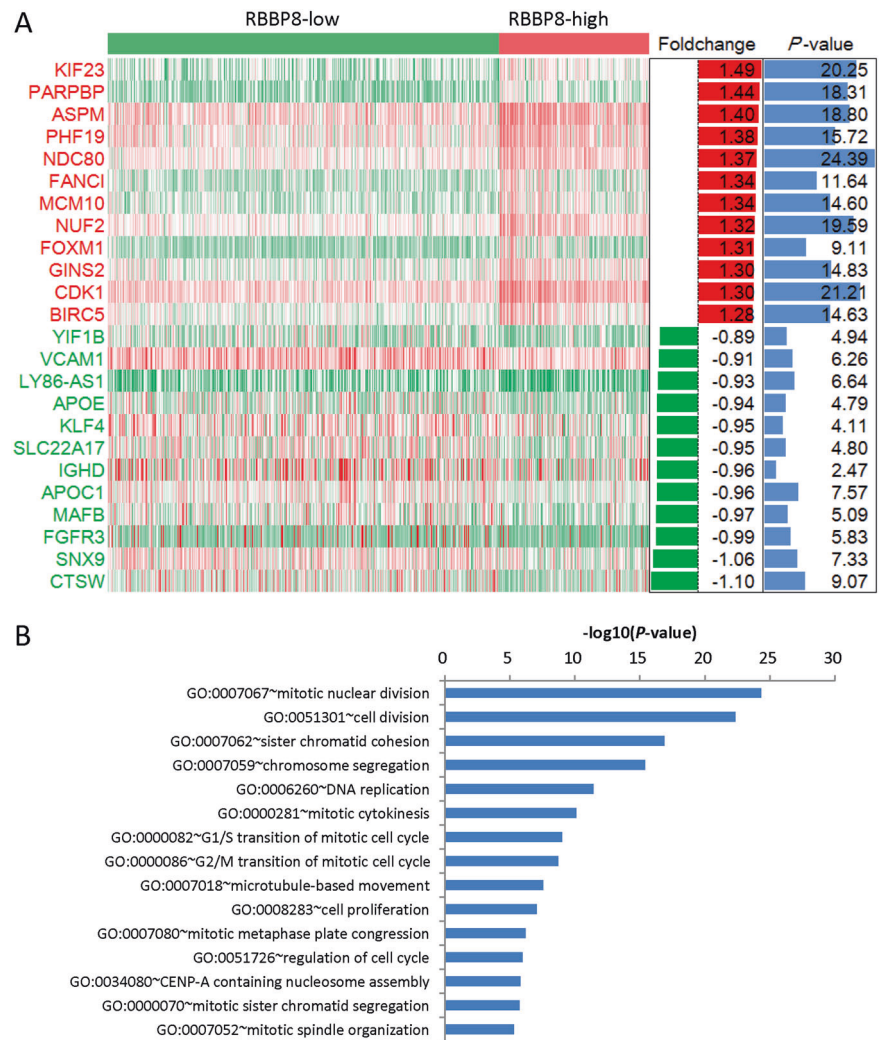 A
RBBP8-low RBBP8-high
Foldchange P-value
KIF23 1.49 20.25
PARPBP 1.44 18.31
ASPM 1.40 18.80
PHF19 1.38 15.72
NDC80 1.37 24.39
FANCI 1.34 11.64
MCM10 1.34 14.60
NUF2 1.32 19.59
FOXM1 1.31 9.11
GINS2 1.30 14.83
CDK1 1.30 21.21
BIRC5 1.28 14.63
YIF1B -0.89 4.94
VCAM1 -0.91 6.26
LY86-AS1 -0.93 6.64
APOE -0.94 4.79
KLF4 -0.95 4.11
SLC22A17 -0.95 4.80
IGHD -0.96 2.47
APOC1 -0.96 7.57
MAFB -0.97 5.09
FGFR3 -0.99 5.83
SNX9 -1.06 7.33
CTSW -1.10 9.07
B
-log10(P-value)
0 5 10 15 20 25 30
GO:0007067~mitotic nuclear division
GO:0051301~cell division
GO:0007062~sister chromatid cohesion
GO:0007059~chromosome segregation
GO:0006260~DNA replication
GO:0000281~mitotic cytokinesis
GO:0000082~G1/S transition of mitotic cell cycle
GO:0000086~G2/M transition of mitotic cell cycle
GO:0007018~microtubule-based movement
GO:0008283~cell proliferation
GO:0007080~mitotic metaphase plate congression
GO:0051726~regulation of cell cycle
GO:0034080~CENP-A containing nucleosome assembly
GO:0000070~mitotic sister chromatid segregation
GO:0007052~mitotic spindle organization